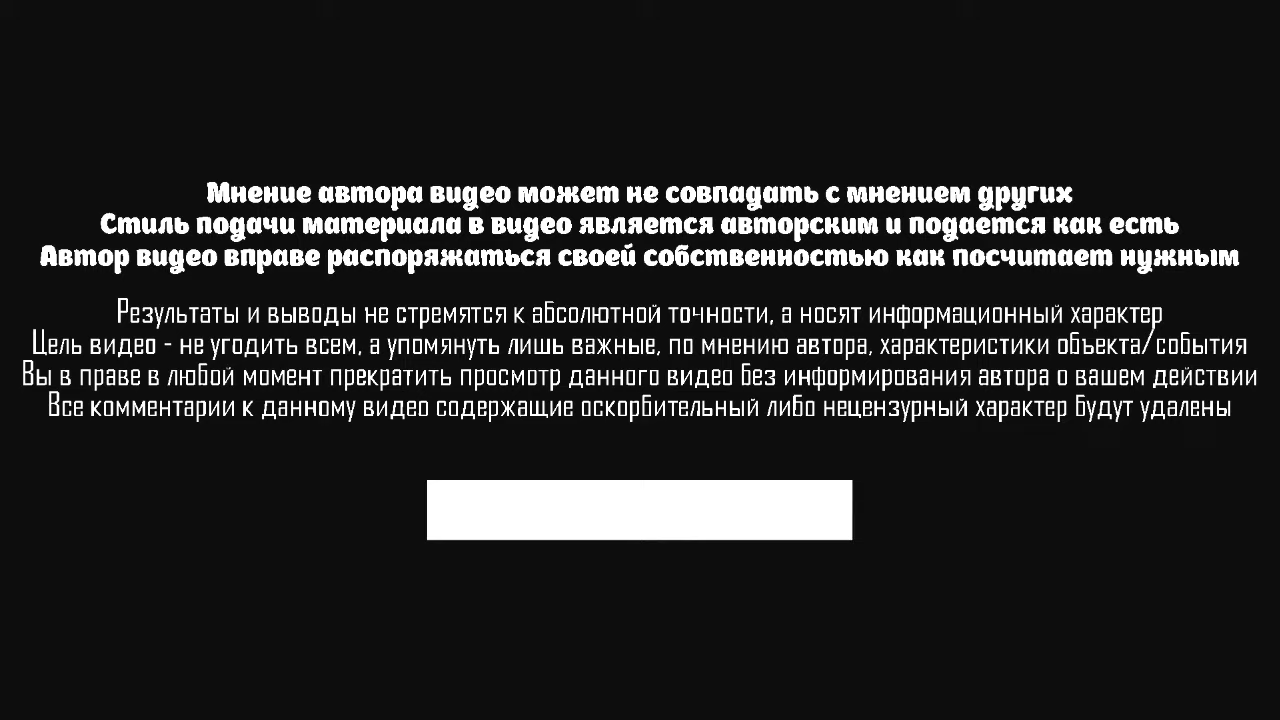 Мнение автора видео может не совпадать с мнением других
Стиль подачи материала в видео является авторским и подается как есть
Автор видео вправе распоряжаться своей собственностью как посчитает нужным
Результаты и выводы не стремятся к абсолютной точности, а носят информационный характер
Цель видео - не угодить всем, а упомянуть лишь важные, по мнению автора, характеристики объекта/события
Вы в праве в любой момент прекратить просмотр данного видео без информирования автора о вашем действии
Все комментарии к данному видео содержащие оскорбительный либо нецензурный характер будут удалены